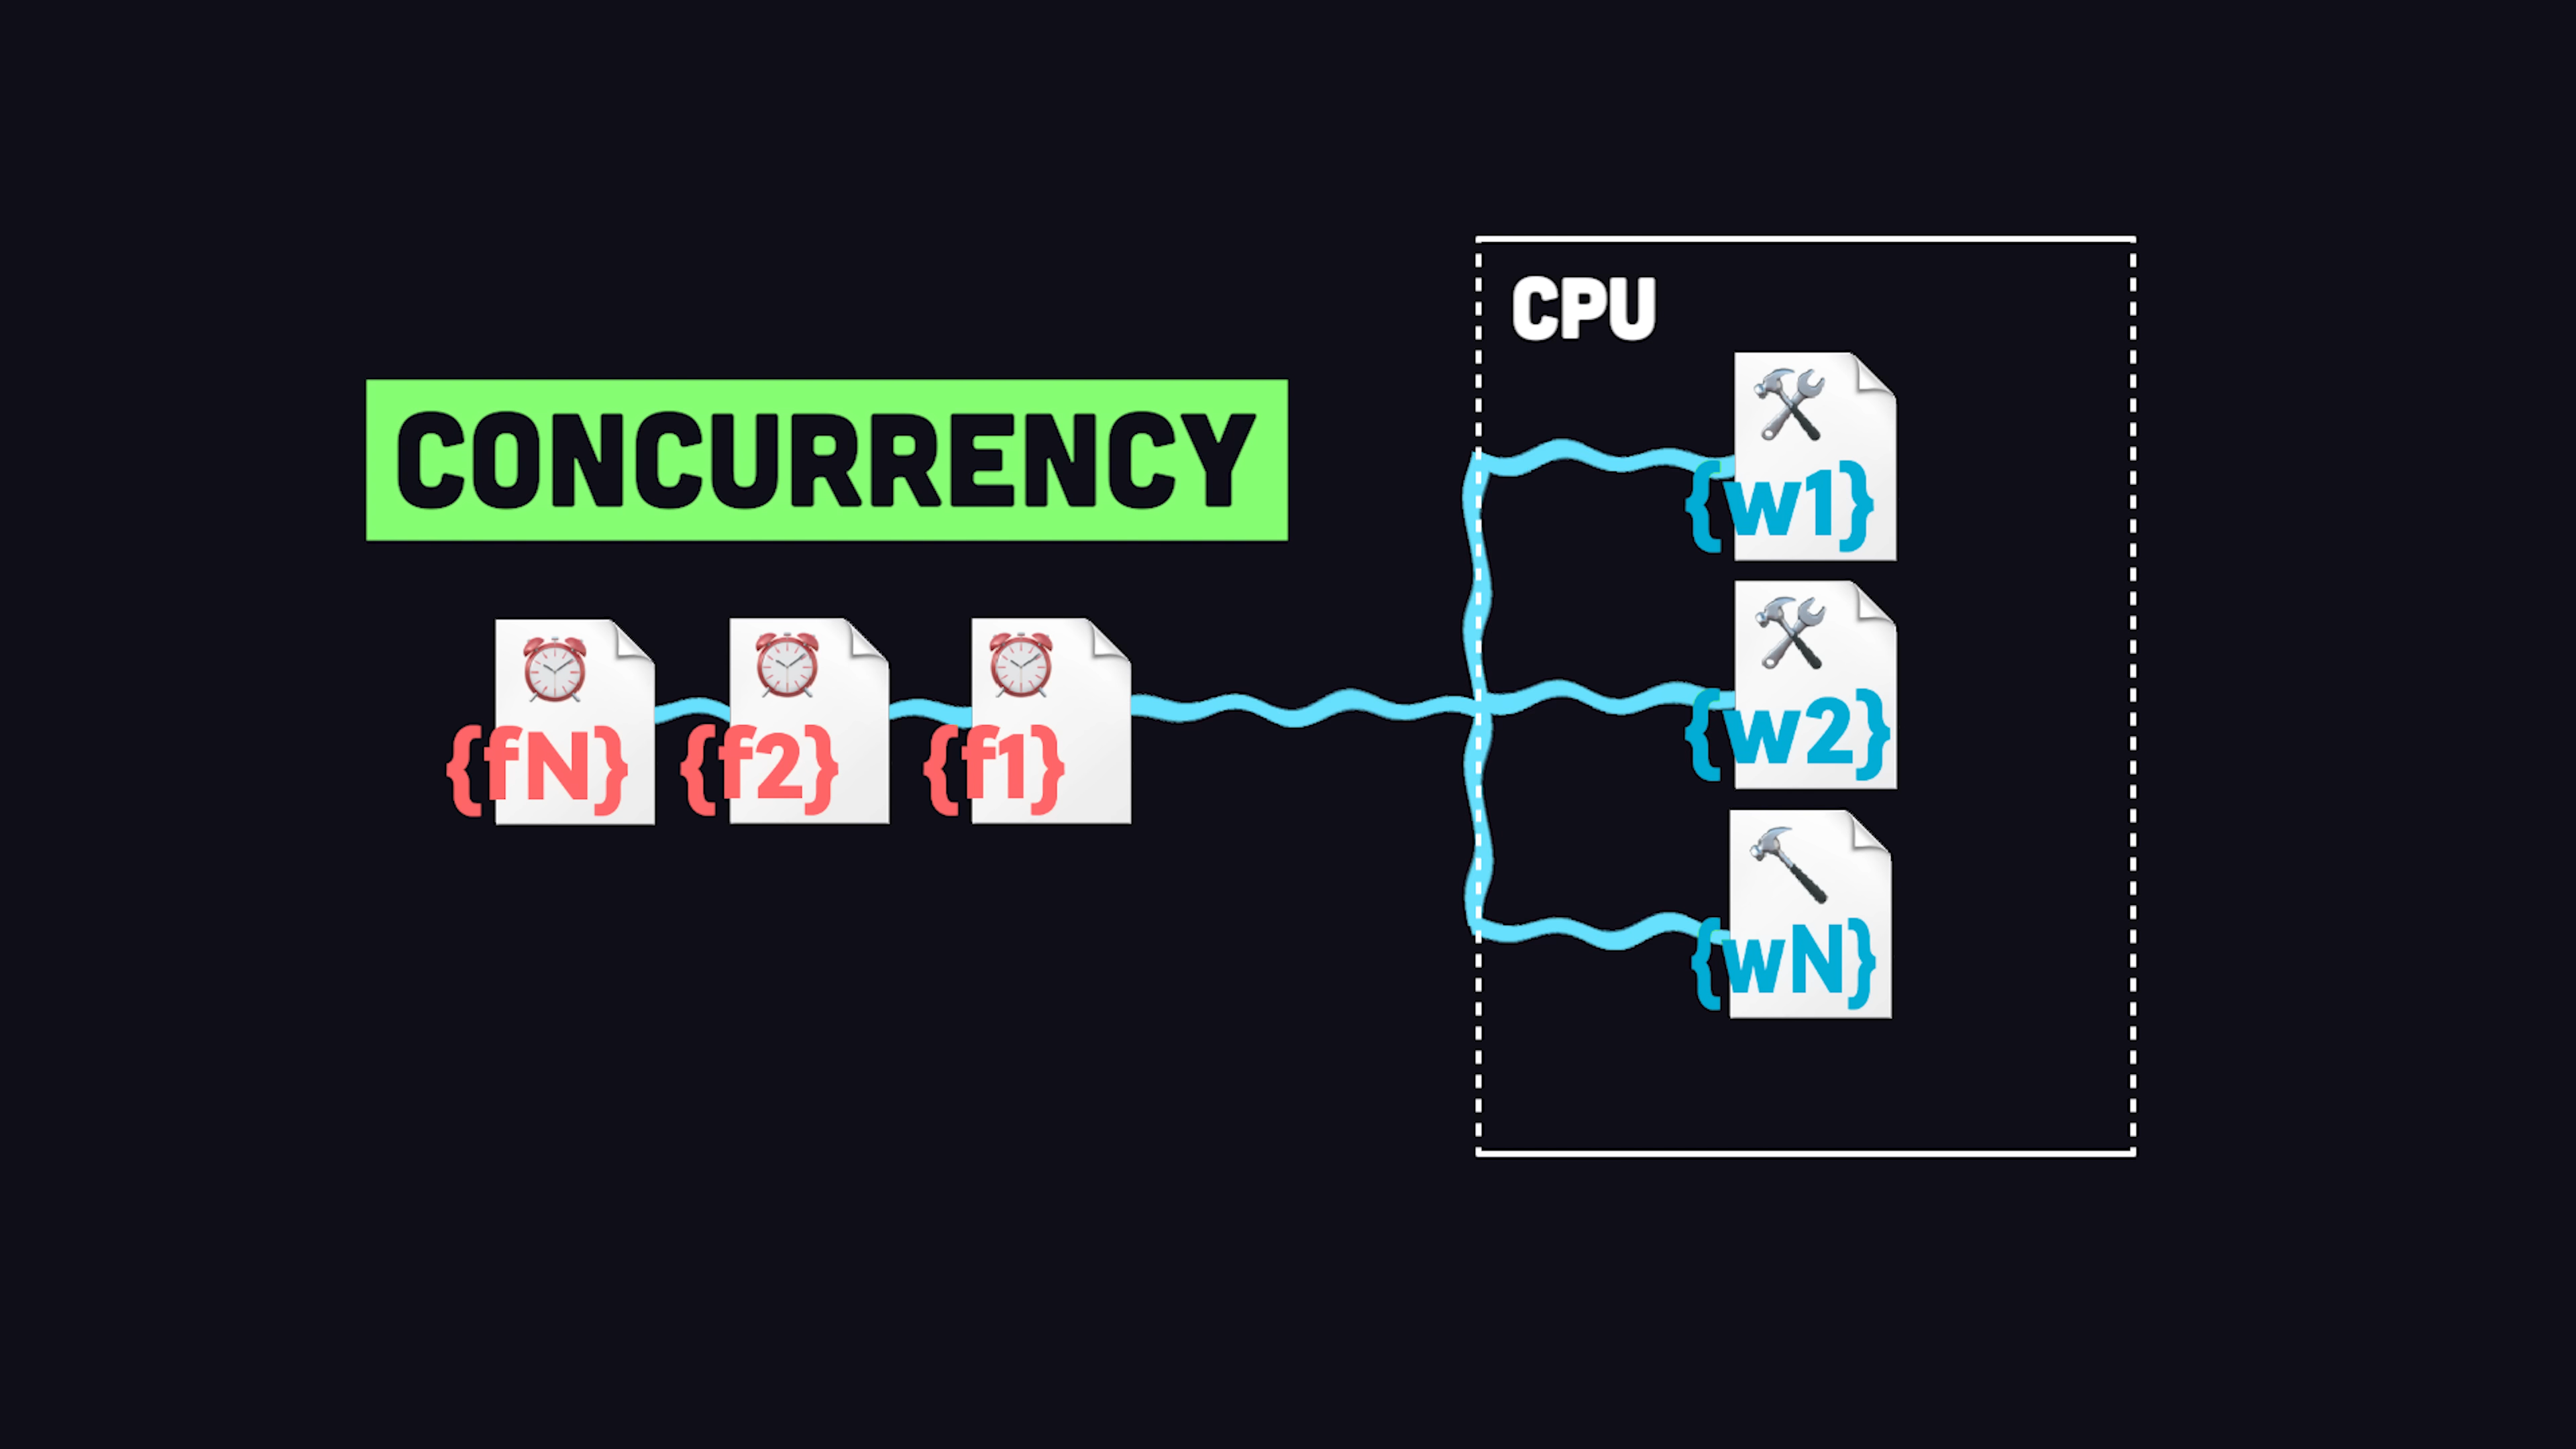 CONCURRENCY
{fN} {f2} {f1}
CPU
{w1}
{w2}
{wN}